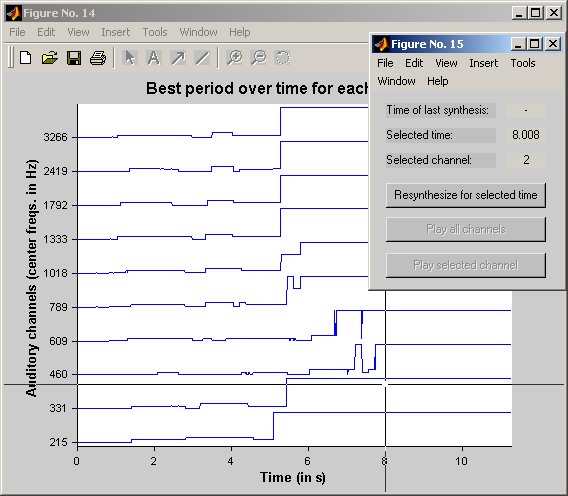 Figure No. 14
File Edit View Insert Tools Window Help
Best period over time for each
Auditory channels (center freqs. in Hz)
3266
2419
1792
1333
1018
789
609
460
331
215
0 2 4 6 8 10
Time (in s)
Figure No. 15
File Edit View Insert Tools
Window Help
Time of last synthesis: -
Selected time: 8.008
Selected channel: 2
Resynthesize for selected time
Play all channels
Play selected channel